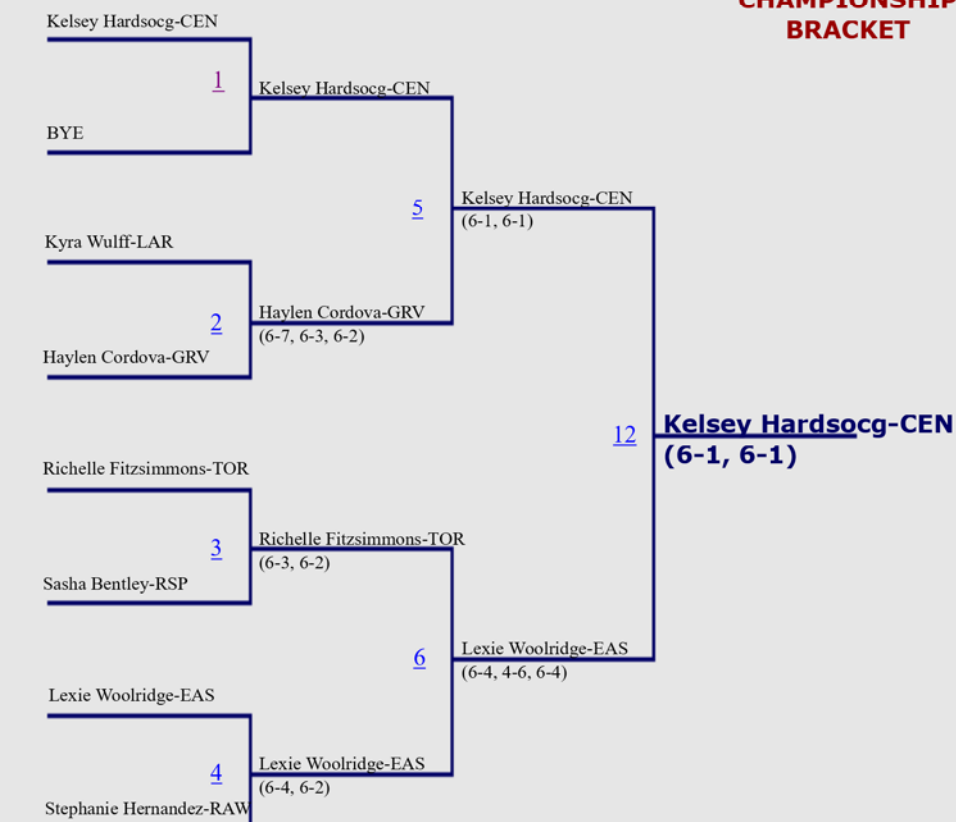 CHAMPIONSHIP
BRACKET
Kelsey Hardsocg-CEN
1
Kelsey Hardsocg-CEN
BYE
5
Kelsey Hardsocg-CEN
(6-1, 6-1)
Kyra Wulff-LAR
2
Haylen Cordova-GRV
(6-7, 6-3, 6-2)
Haylen Cordova-GRV
12
Kelsey Hardsocg-CEN
(6-1, 6-1)
Richelle Fitzsimmons-TOR
3
Richelle Fitzsimmons-TOR
(6-3, 6-2)
Sasha Bentley-RSP
6
Lexie Woolridge-EAS
(6-4, 4-6, 6-4)
Lexie Woolridge-EAS
4
Lexie Woolridge-EAS
(6-4, 6-2)
Stephanie Hernandez-RAW